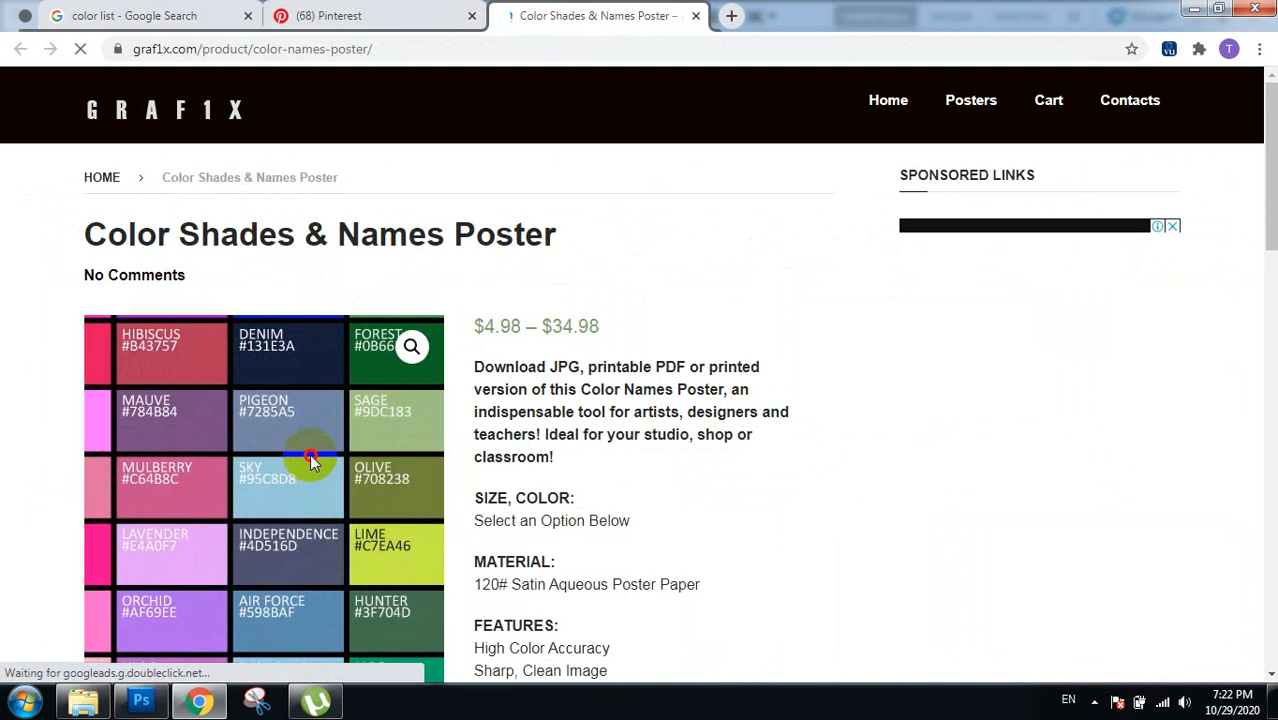 color list - Google Search
(68) Pinterest
Color Shades & Names Poster –
graf1x.com/product/color-names-poster/
vu
T
GRAF1X
Home
Posters
Cart
Contacts
HOME > Color Shades & Names Poster
SPONSORED LINKS
Color Shades & Names Poster
No Comments
HIBISCUS
#B43757
DENIM
#131E3A
FOREST
#0B66
MAUVE
#784B84
PIGEON
#7285A5
SAGE
#9DC183
MULBERRY
#C64B8C
SKY
#95C8D8
OLIVE
#708238
LAVENDER
#E4A0F7
INDEPENDENCE
#4D516D
LIME
#C7EA46
ORCHID
#AF69EE
AIR FORCE
#598BAF
HUNTER
#3F704D
$4.98 – $34.98
Download JPG, printable PDF or printed
version of this Color Names Poster, an
indispensable tool for artists, designers and
teachers! Ideal for your studio, shop or
classroom!
SIZE, COLOR:
Select an Option Below
MATERIAL:
120# Satin Aqueous Poster Paper
FEATURES:
High Color Accuracy
Sharp, Clean Image
Waiting for googleads.g.doubleclick.net...
Ps
EN
7:22 PM
10/29/2020